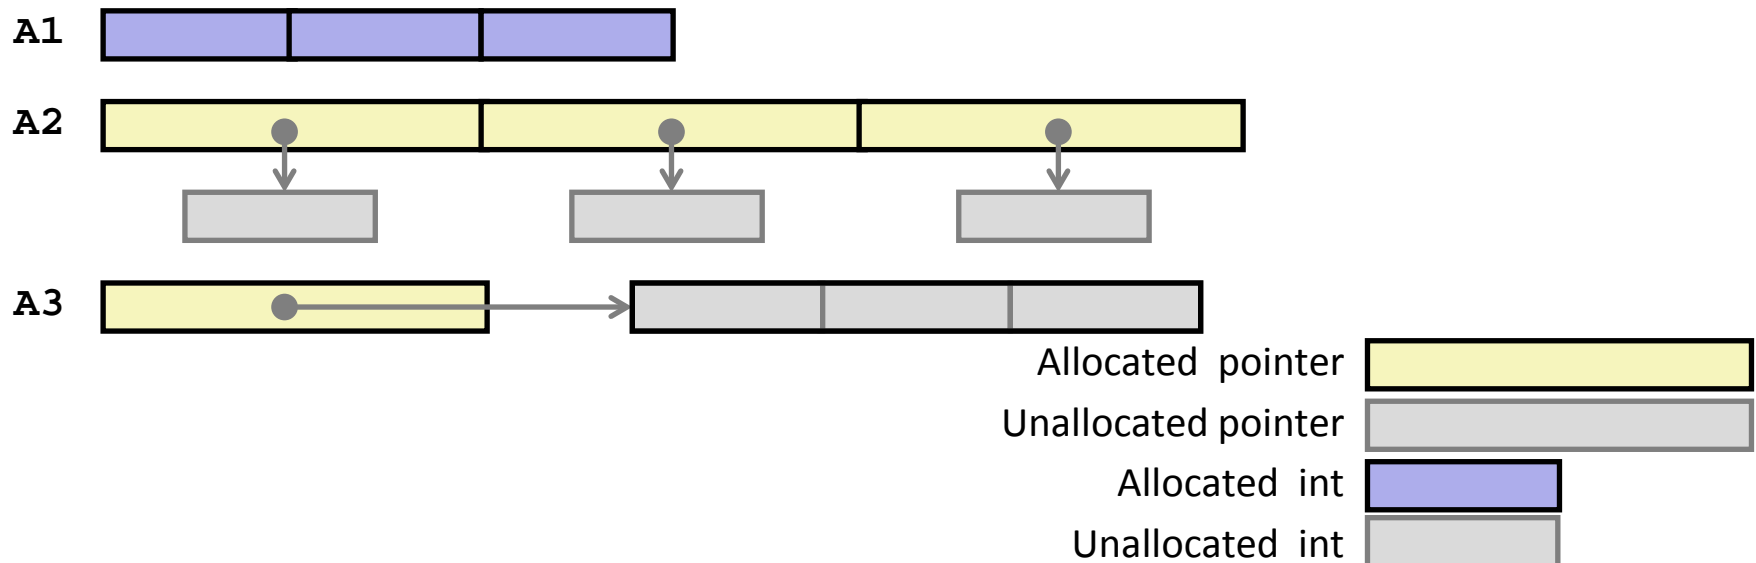 A1
A2
A3
Allocated pointer
Unallocated pointer
Allocated int
Unallocated int